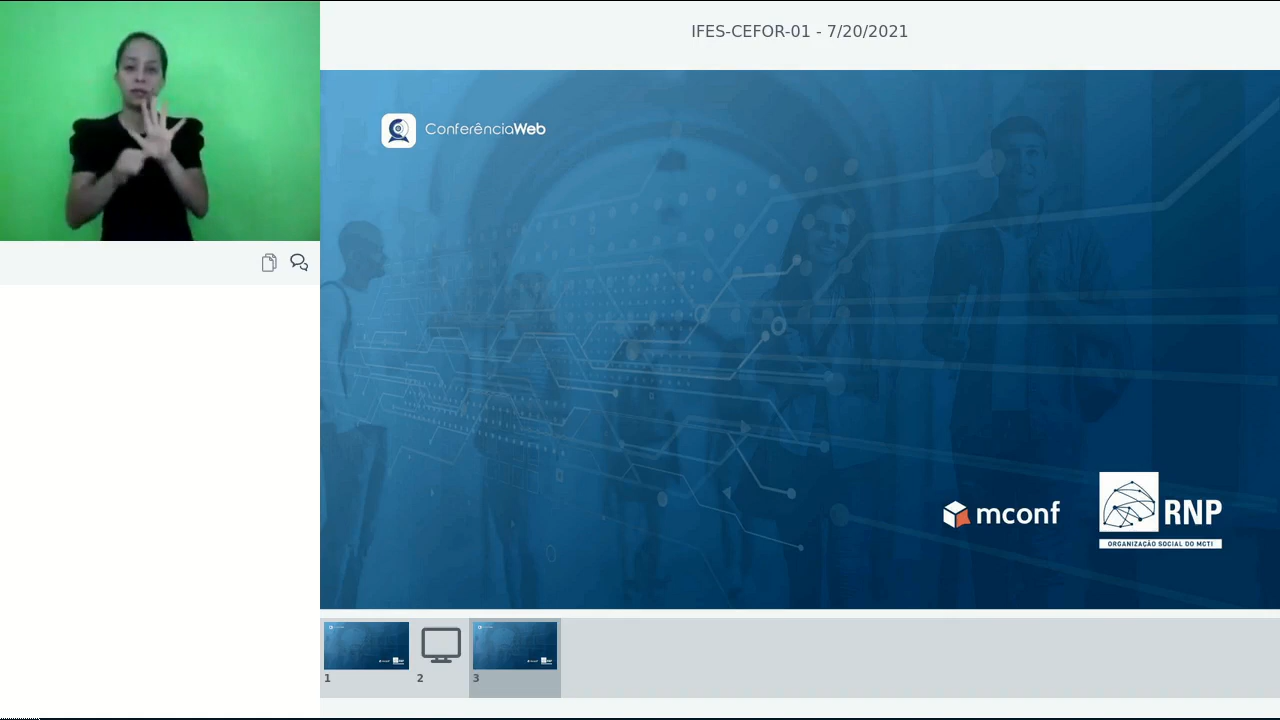 IFES-CEFOR-01 - 7/20/2021
ConferênciaWeb
mconf
RNP
ORGANIZAÇÃO SOCIAL DO MCTI
1
2
3